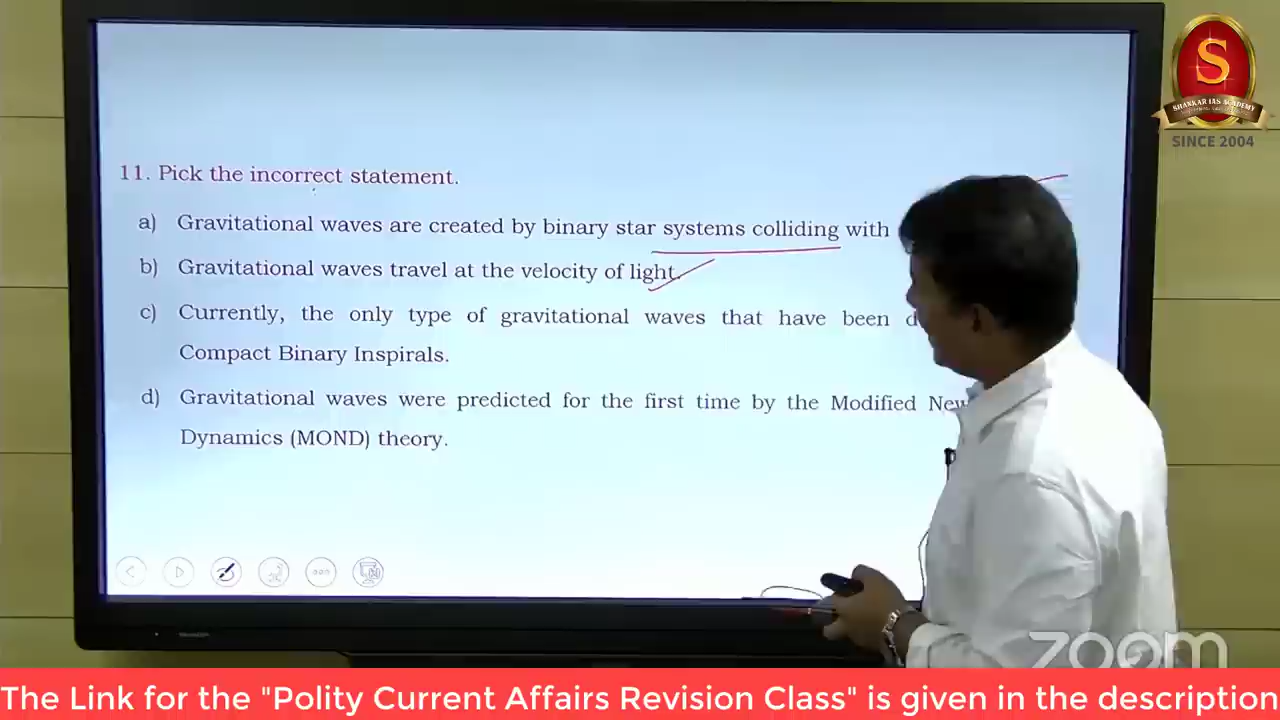 S
SHANKAR IAS ACADEMY
SINCE 2004
11. Pick the incorrect statement.
a) Gravitational waves are created by binary star systems colliding with
b) Gravitational waves travel at the velocity of light.
c) Currently, the only type of gravitational waves that have been
Compact Binary Inspirals.
d) Gravitational waves were predicted for the first time by the Modified
Dynamics (MOND) theory.
zoom
The Link for the "Polity Current Affairs Revision Class" is given in the description